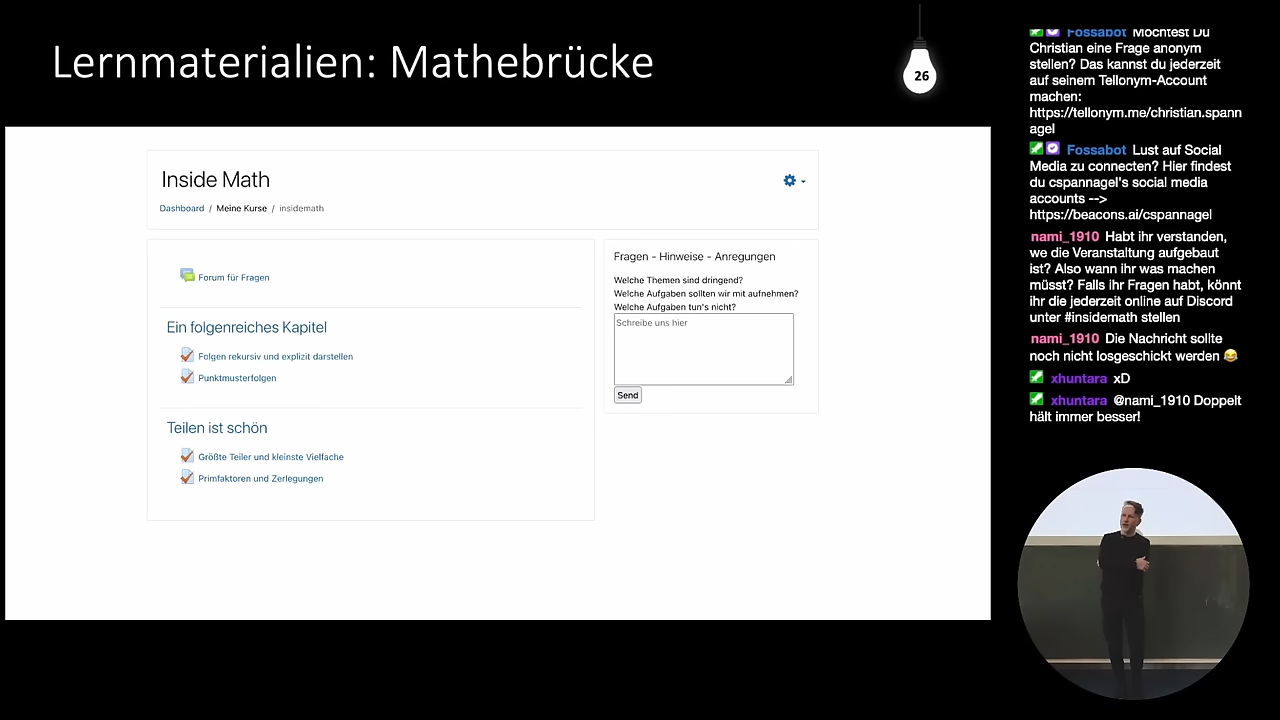 Lernmaterialien: Mathebrücke
26
Inside Math
Dashboard / Meine Kurse / insidemath
Forum für Fragen
Ein folgenreiches Kapitel
Folgen rekursiv und explizit darstellen
Punktmusterfolgen
Teilen ist schön
Größte Teiler und kleinste Vielfache
Primfaktoren und Zerlegungen
Fragen - Hinweise - Anregungen
Welche Themen sind dringend?
Welche Aufgaben sollten wir mit aufnehmen?
Welche Aufgaben tun's nicht?
Schreibe uns hier
Send
Fossabot Möchtest Du
Christian eine Frage anonym
stellen? Das kannst du jederzeit
auf seinem Tellonym-Account
machen:
https://tellonym.me/christian.spann
agel
Fossabot Lust auf Social
Media zu connecten? Hier findest
du cspannagel's social media
accounts -->
https://beacons.ai/cspannagel
nami_1910 Habt ihr verstanden,
we die Veranstaltung aufgebaut
ist? Also wann ihr was machen
müsst? Falls ihr Fragen habt, könnt
ihr die jederzeit online auf Discord
unter #insidemath stellen
nami_1910 Die Nachricht sollte
noch nicht losgeschickt werden 😂
xhuntara xD
xhuntara @nami_1910 Doppelt
hält immer besser!